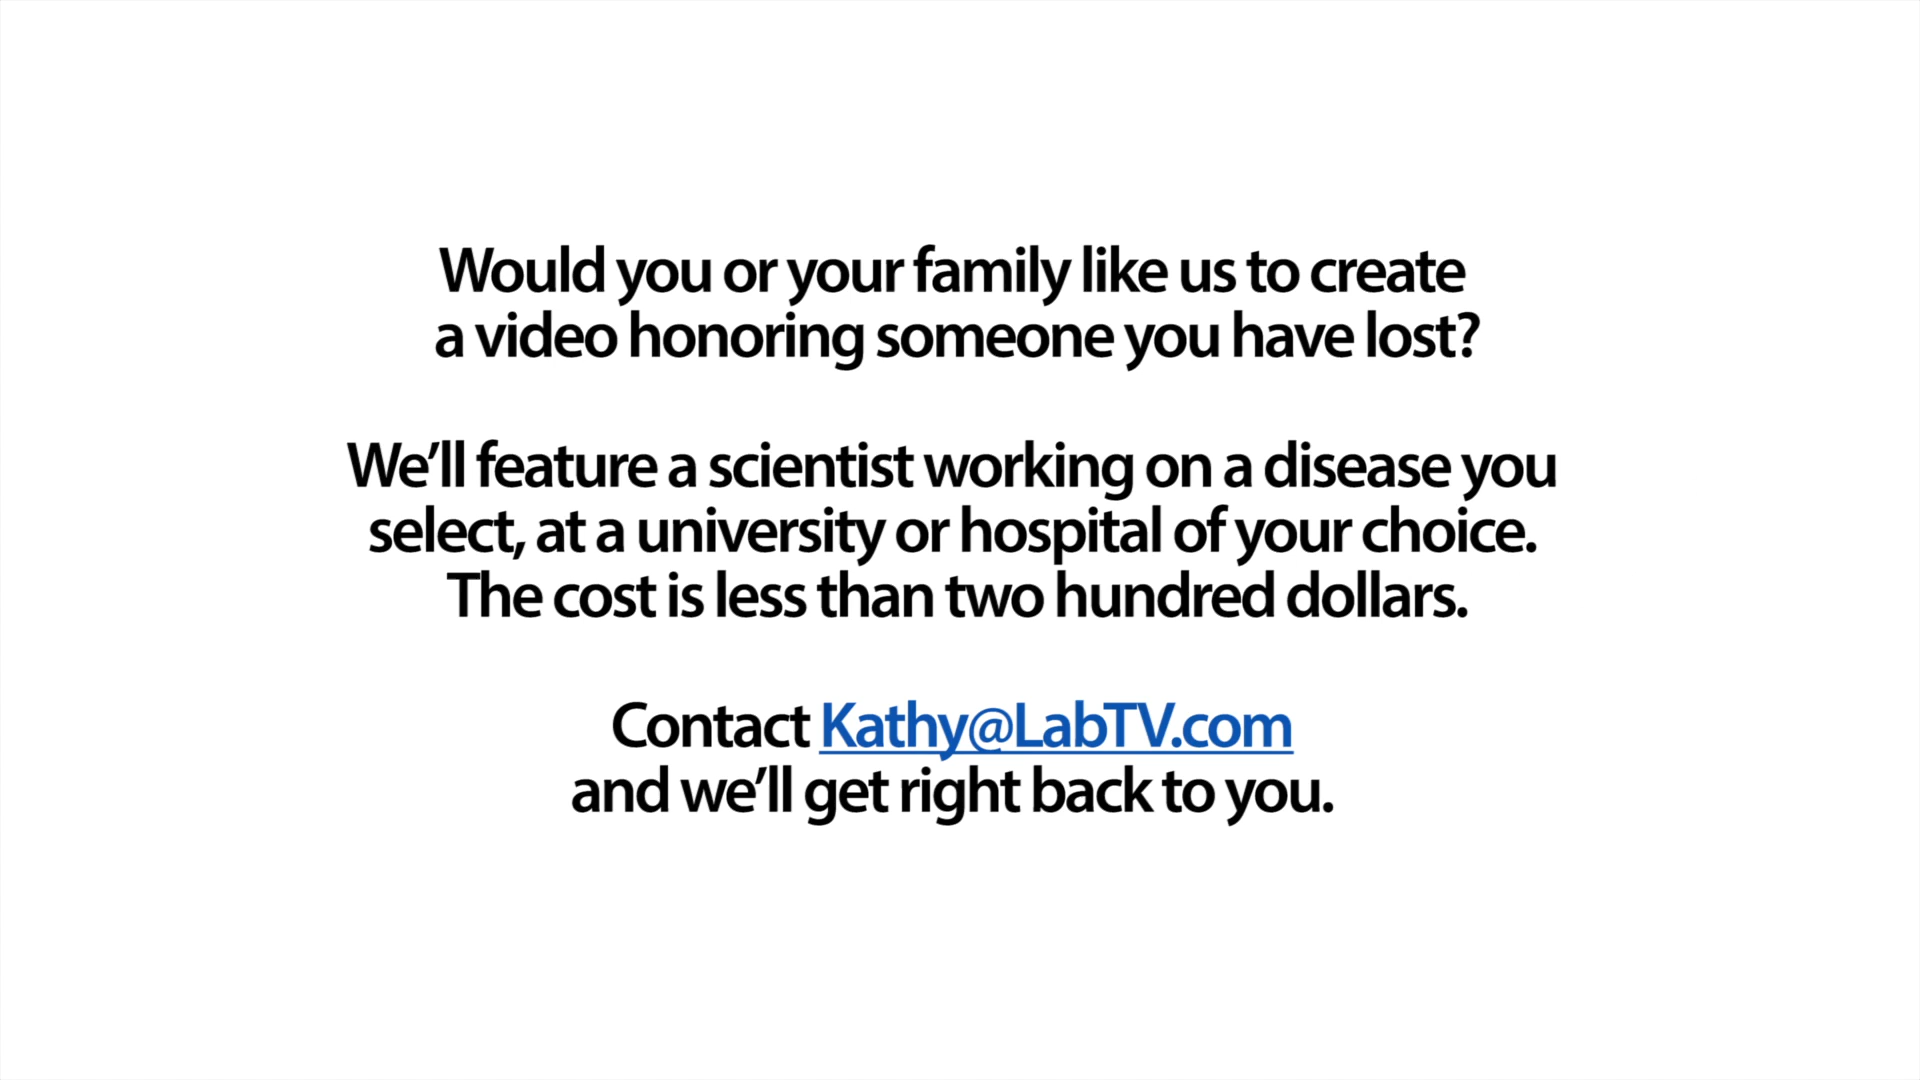 Would you or your family like us to create
a video honoring someone you have lost?
We’ll feature a scientist working on a disease you
select, at a university or hospital of your choice.
The cost is less than two hundred dollars.
Contact Kathy@LabTV.com
and we’ll get right back to you.